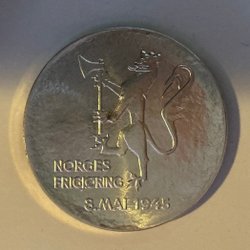 NORGES
FRIGJØRING
8. MAI 1945